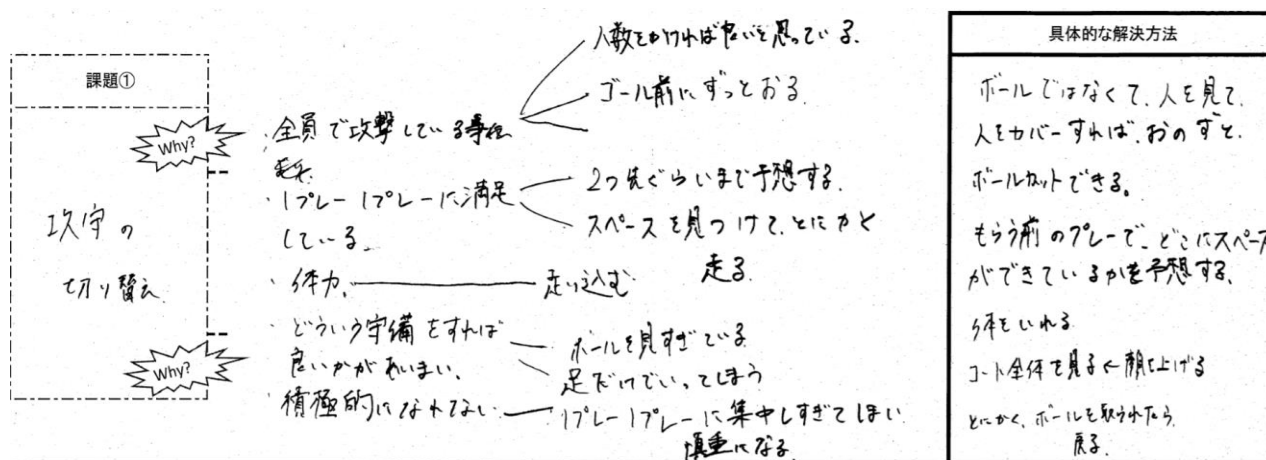 課題①
攻守の
切り替え
Why?
Why?
・全員で攻撃している事
・1プレー1プレーに満足
している。
・体力。
・どういう守備をすれば
良いかがあいまい。
・積極的になれてない
人数をかければ良いと思っている。
ゴール前にずっとおる
2つ先ぐらいまで予想する。
スペースを見つけて、とにかく
走る
走り込む
ボールを見すぎている
足だけでいってしまう
1プレー1プレーに集中しすぎてしまい
慎重になる。
具体的な解決方法
ボールではなくて、人を見て、
人をカバーすれば、おのずと、
ボールカットできる。
もらう前のプレーで、どこにスペース
ができているかを予想する。
体をいれる
コート全体を見る←顔を上げる
とにかく、ボールを取られたら
戻る。